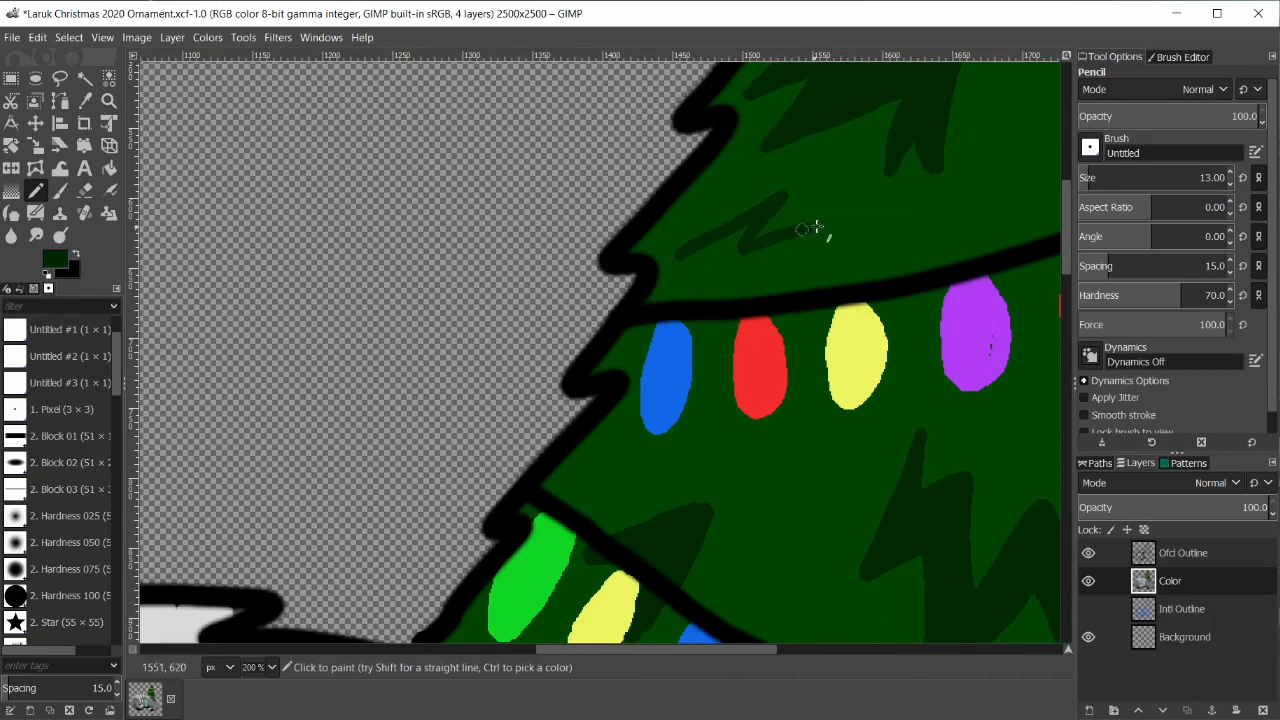 *Laruk Christmas 2020 Ornament.xcf-1.0 (RGB color 8-bit gamma integer, GIMP built-in sRGB, 4 layers) 2500x2500 – GIMP
File Edit Select View Image Layer Colors Tools Filters Windows Help
1100 1150 1200 1250 1300 1350 1400 1450 1500 1550 1600 1650 1700
Tool Options Brush Editor
Pencil
Mode Normal
Opacity 100.0
Brush
Untitled
Size 13.00
Aspect Ratio 0.00
Angle 0.00
Spacing 15.0
Hardness 70.0
Force 100.0
Dynamics
Dynamics Off
Dynamics Options
Apply Jitter
Smooth stroke
Lock brush to view
filter
Untitled #1 (1 × 1)
Untitled #2 (1 × 1)
Untitled #3 (1 × 1)
1. Pixel (3 × 3)
2. Block 01 (51 ×
2. Block 02 (51 ×
2. Block 03 (51 ×
2. Hardness 025 (
2. Hardness 050 (
2. Hardness 075 (
2. Hardness 100 (
2. Star (55 × 55)
enter tags
Spacing 15.0
Paths Layers Patterns
Mode Normal
Opacity 100.0
Lock:
Ofcl Outline
Color
Intl Outline
Background
1551, 620 px 200 % Click to paint (try Shift for a straight line, Ctrl to pick a color)